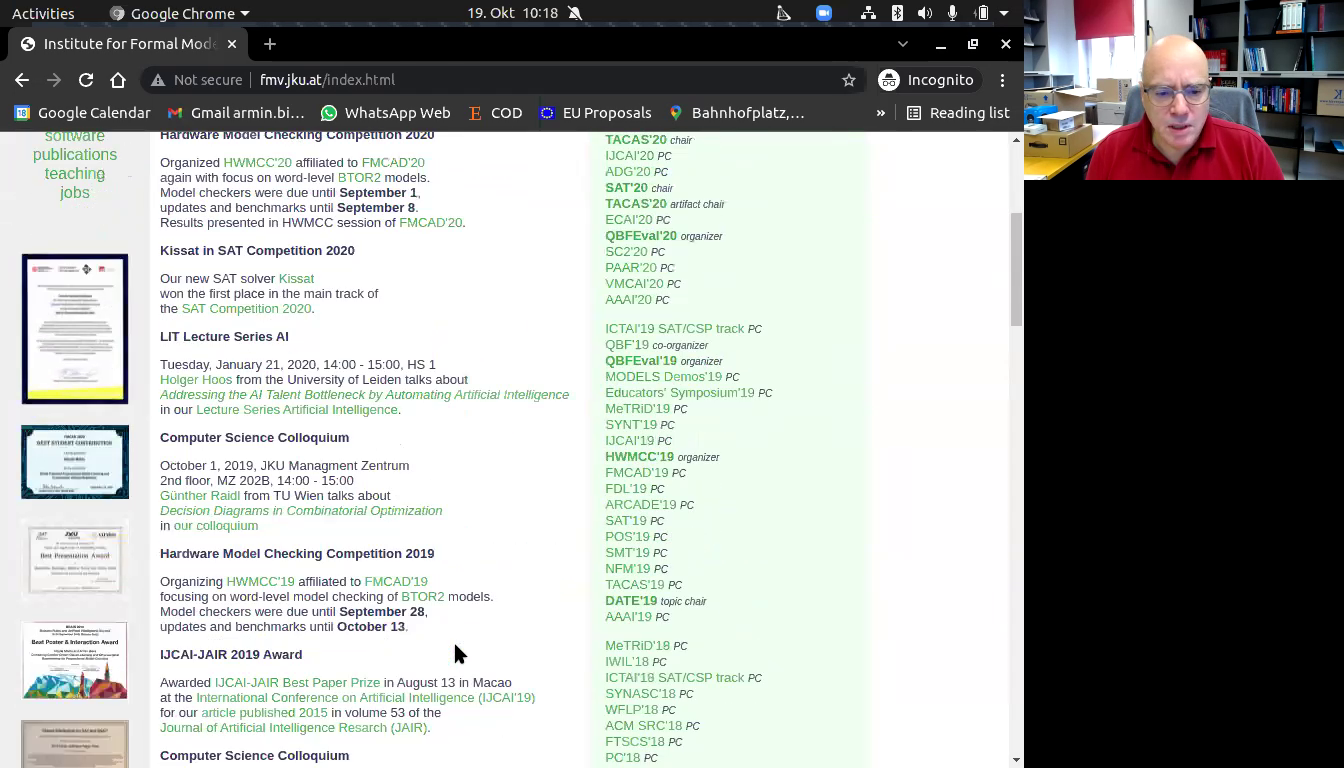 Activities
Google Chrome
19. Okt 10:18
Institute for Formal Mode
Not secure
fmv.jku.at/index.html
Incognito
Google Calendar
Gmail armin.bi...
WhatsApp Web
COD
EU Proposals
Bahnhofplatz,...
»
Reading list
software
publications
teaching
jobs
Hardware Model Checking Competition 2020
Organized HWMCC'20 affiliated to FMCAD'20
again with focus on word-level BTOR2 models.
Model checkers were due until September 1,
updates and benchmarks until September 8.
Results presented in HWMCC session of FMCAD'20.
Kissat in SAT Competition 2020
Our new SAT solver Kissat
won the first place in the main track of
the SAT Competition 2020.
LIT Lecture Series AI
Tuesday, January 21, 2020, 14:00 - 15:00, HS 1
Holger Hoos from the University of Leiden talks about
Addressing the AI Talent Bottleneck by Automating Artificial Intelligence
in our Lecture Series Artificial Intelligence.
Computer Science Colloquium
October 1, 2019, JKU Managment Zentrum
2nd floor, MZ 202B, 14:00 - 15:00
Günther Raidl from TU Wien talks about
Decision Diagrams in Combinatorial Optimization
in our colloquium
Hardware Model Checking Competition 2019
Organizing HWMCC'19 affiliated to FMCAD'19
focusing on word-level model checking of BTOR2 models.
Model checkers were due until September 28,
updates and benchmarks until October 13.
IJCAI-JAIR 2019 Award
Awarded IJCAI-JAIR Best Paper Prize in August 13 in Macao
at the International Conference on Artificial Intelligence (IJCAI'19)
for our article published 2015 in volume 53 of the
Journal of Artificial Intelligence Resarch (JAIR).
Computer Science Colloquium
TACAS'20 chair
IJCAI'20 PC
ADG'20 PC
SAT'20 chair
TACAS'20 artifact chair
ECAI'20 PC
QBFEval'20 organizer
SC2'20 PC
PAAR'20 PC
VMCAI'20 PC
AAAI'20 PC
ICTAI'19 SAT/CSP track PC
QBF'19 co-organizer
QBFEval'19 organizer
MODELS Demos'19 PC
Educators' Symposium'19 PC
MeTRiD'19 PC
SYNT'19 PC
IJCAI'19 PC
HWMCC'19 organizer
FMCAD'19 PC
FDL'19 PC
ARCADE'19 PC
SAT'19 PC
POS'19 PC
SMT'19 PC
NFM'19 PC
TACAS'19 PC
DATE'19 topic chair
AAAI'19 PC
MeTRiD'18 PC
IWIL'18 PC
ICTAI'18 SAT/CSP track PC
SYNASC'18 PC
WFLP'18 PC
ACM SRC'18 PC
FTSCS'18 PC
PC'18 PC
Best Presentation Award
Best Poster & Interaction Award